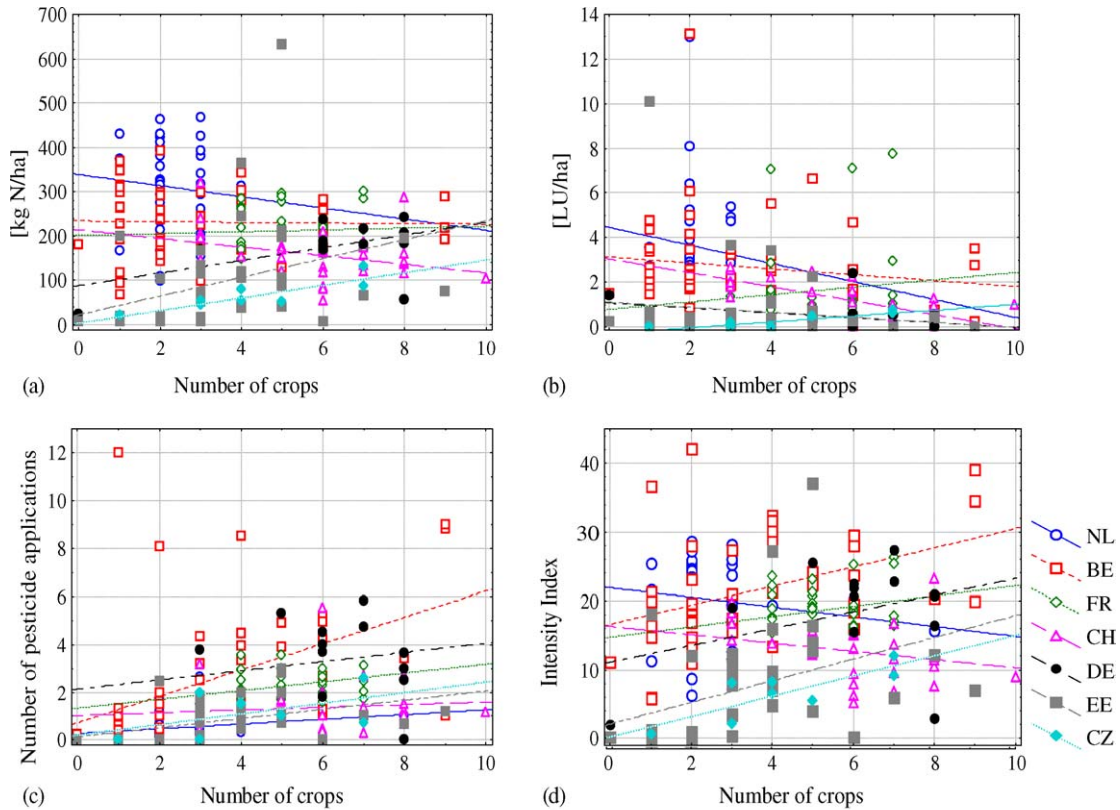 [kg N/ha]
700
600
500
400
300
200
100
0
0 2 4 6 8 10
(a) Number of crops
[LU/ha]
14
12
10
8
6
4
2
0
0 2 4 6 8 10
(b) Number of crops
Number of pesticide applications
12
10
8
6
4
2
0
0 2 4 6 8 10
(c) Number of crops
Intensity Index
40
30
20
10
0
0 2 4 6 8 10
(d) Number of crops
NL
BE
FR
CH
DE
EE
CZ